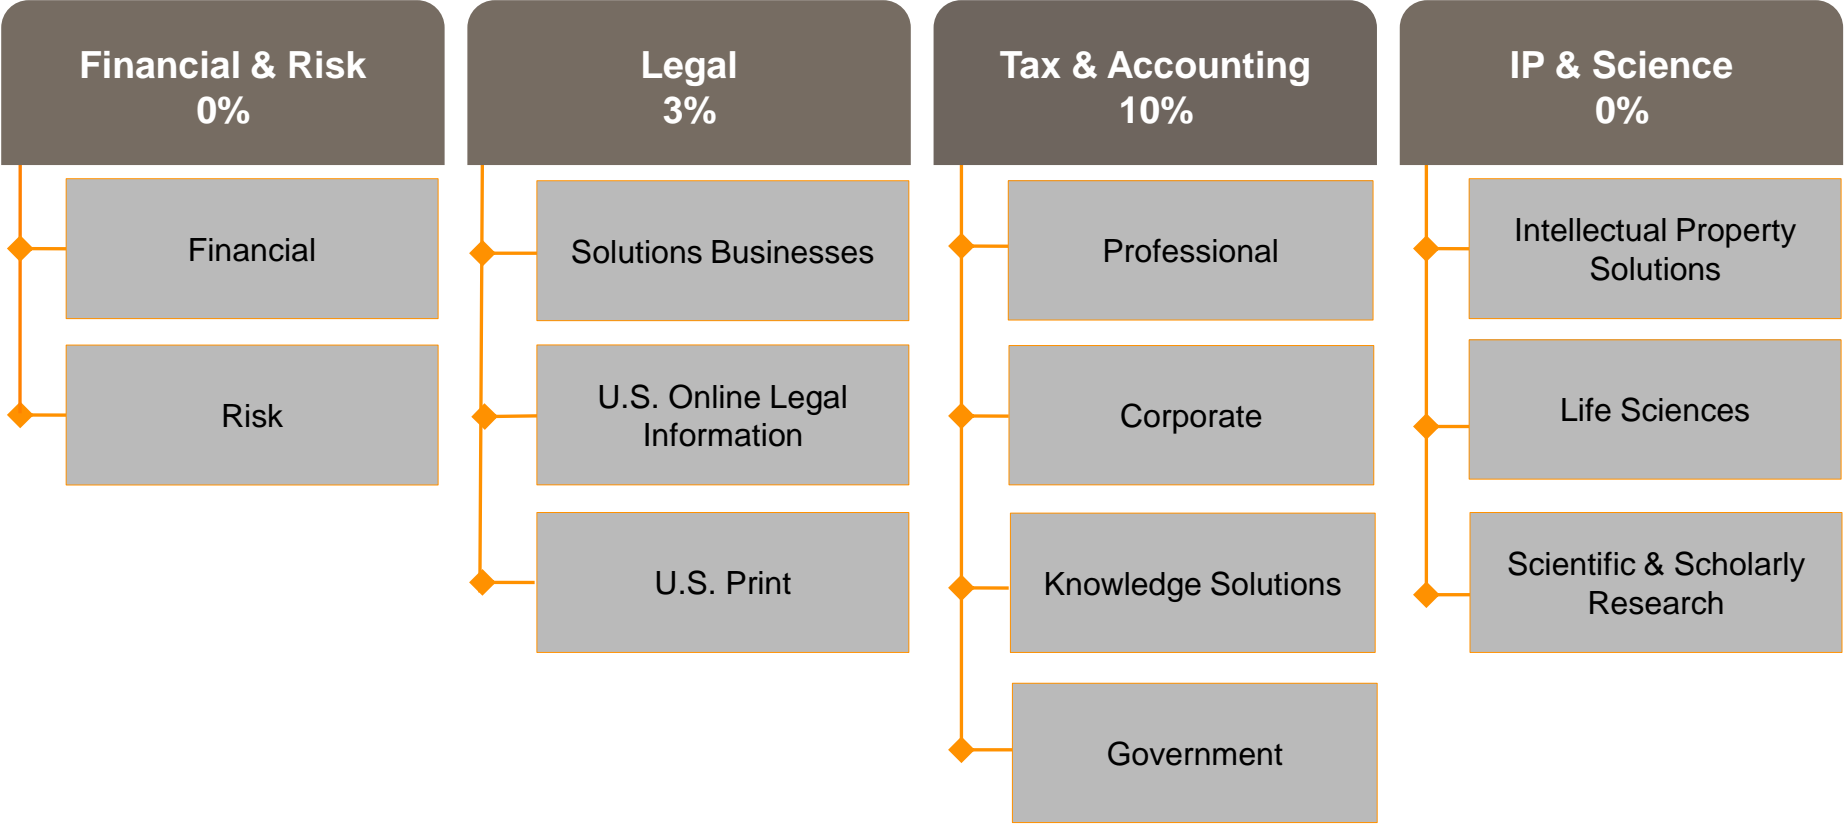 Financial & Risk
0%
Financial
Risk
Legal
3%
Solutions Businesses
U.S. Online Legal
Information
U.S. Print
Tax & Accounting
10%
Professional
Corporate
Knowledge Solutions
Government
IP & Science
0%
Intellectual Property
Solutions
Life Sciences
Scientific & Scholarly
Research